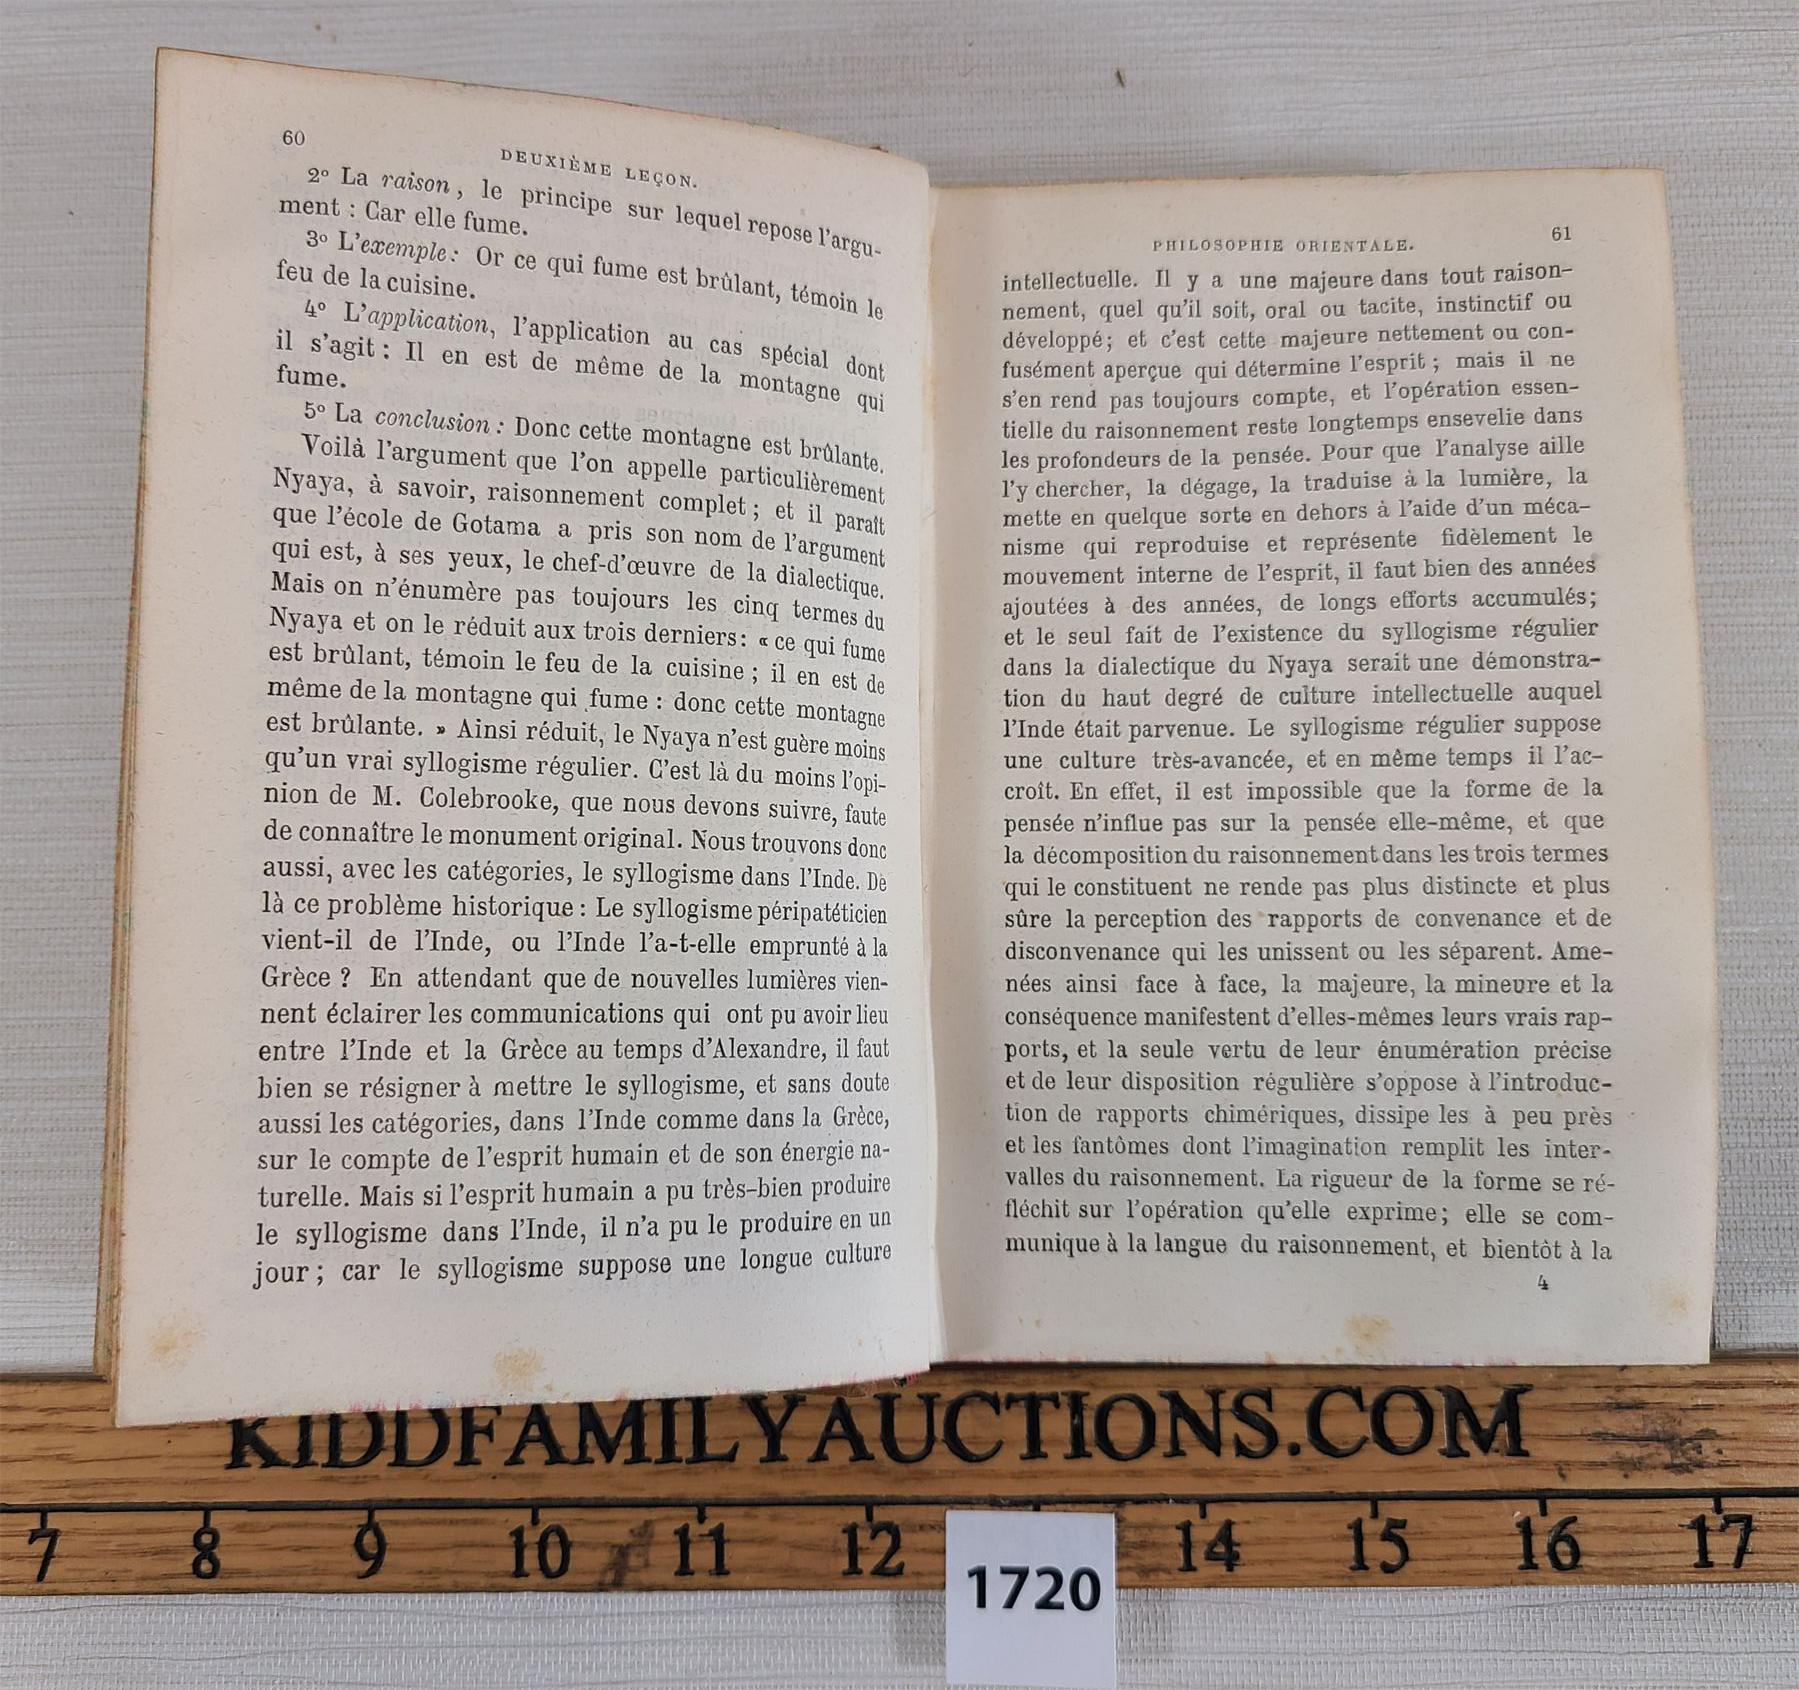 60
DEUXIÈME LEÇON.
2° La raison, le principe sur lequel repose l'argu-
ment : Car elle fume.
3° L'exemple : Or ce qui fume est brûlant, témoin le
feu de la cuisine.
4° L'application, l'application au cas spécial dont
il s'agit : Il en est de même de la montagne qui
fume.
5° La conclusion : Donc cette montagne est brûlante.
Voilà l'argument que l'on appelle particulièrement
Nyaya, à savoir, raisonnement complet ; et il paraît
que l'école de Gotama a pris son nom de l'argument
qui est, à ses yeux, le chef-d'œuvre de la dialectique.
Mais on n'énumère pas toujours les cinq termes du
Nyaya et on le réduit aux trois derniers : « ce qui fume
est brûlant, témoin le feu de la cuisine ; il en est de
même de la montagne qui fume : donc cette montagne
est brûlante. » Ainsi réduit, le Nyaya n'est guère moins
qu'un vrai syllogisme régulier. C'est là du moins l'opi-
nion de M. Colebrooke, que nous devons suivre, faute
de connaître le monument original. Nous trouvons donc
aussi, avec les catégories, le syllogisme dans l'Inde. De
là ce problème historique : Le syllogisme péripatéticien
vient-il de l'Inde, ou l'Inde l'a-t-elle emprunté à la
Grèce ? En attendant que de nouvelles lumières vien-
nent éclairer les communications qui ont pu avoir lieu
entre l'Inde et la Grèce au temps d'Alexandre, il faut
bien se résigner à mettre le syllogisme, et sans doute
aussi les catégories, dans l'Inde comme dans la Grèce,
sur le compte de l'esprit humain et de son énergie na-
turelle. Mais si l'esprit humain a pu très-bien produire
le syllogisme dans l'Inde, il n'a pu le produire en un
jour ; car le syllogisme suppose une longue culture
PHILOSOPHIE ORIENTALE.
61
intellectuelle. Il y a une majeure dans tout raison-
nement, quel qu'il soit, oral ou tacite, instinctif ou
développé ; et c'est cette majeure nettement ou con-
fusément aperçue qui détermine l'esprit ; mais il ne
s'en rend pas toujours compte, et l'opération essen-
tielle du raisonnement reste longtemps ensevelie dans
les profondeurs de la pensée. Pour que l'analyse aille
l'y chercher, la dégage, la traduise à la lumière, la
mette en quelque sorte en dehors à l'aide d'un méca-
nisme qui reproduise et représente fidèlement le
mouvement interne de l'esprit, il faut bien des années
ajoutées à des années, de longs efforts accumulés ;
et le seul fait de l'existence du syllogisme régulier
dans la dialectique du Nyaya serait une démonstra-
tion du haut degré de culture intellectuelle auquel
l'Inde était parvenue. Le syllogisme régulier suppose
une culture très-avancée, et en même temps il l'ac-
croît. En effet, il est impossible que la forme de la
pensée n'influe pas sur la pensée elle-même, et que
la décomposition du raisonnement dans les trois termes
qui le constituent ne rende pas plus distincte et plus
sûre la perception des rapports de convenance et de
disconvenance qui les unissent ou les séparent. Ame-
nées ainsi face à face, la majeure, la mineure et la
conséquence manifestent d'elles-mêmes leurs vrais rap-
ports, et la seule vertu de leur énumération précise
et de leur disposition régulière s'oppose à l'introduc-
tion de rapports chimériques, dissipe les à peu près
et les fantômes dont l'imagination remplit les inter-
valles du raisonnement. La rigueur de la forme se ré-
fléchit sur l'opération qu'elle exprime ; elle se com-
munique à la langue du raisonnement, et bientôt à la
4
KIDDFAMILYAUCTIONS.COM
7 8 9 10 11 12 14 15 16 17
1720